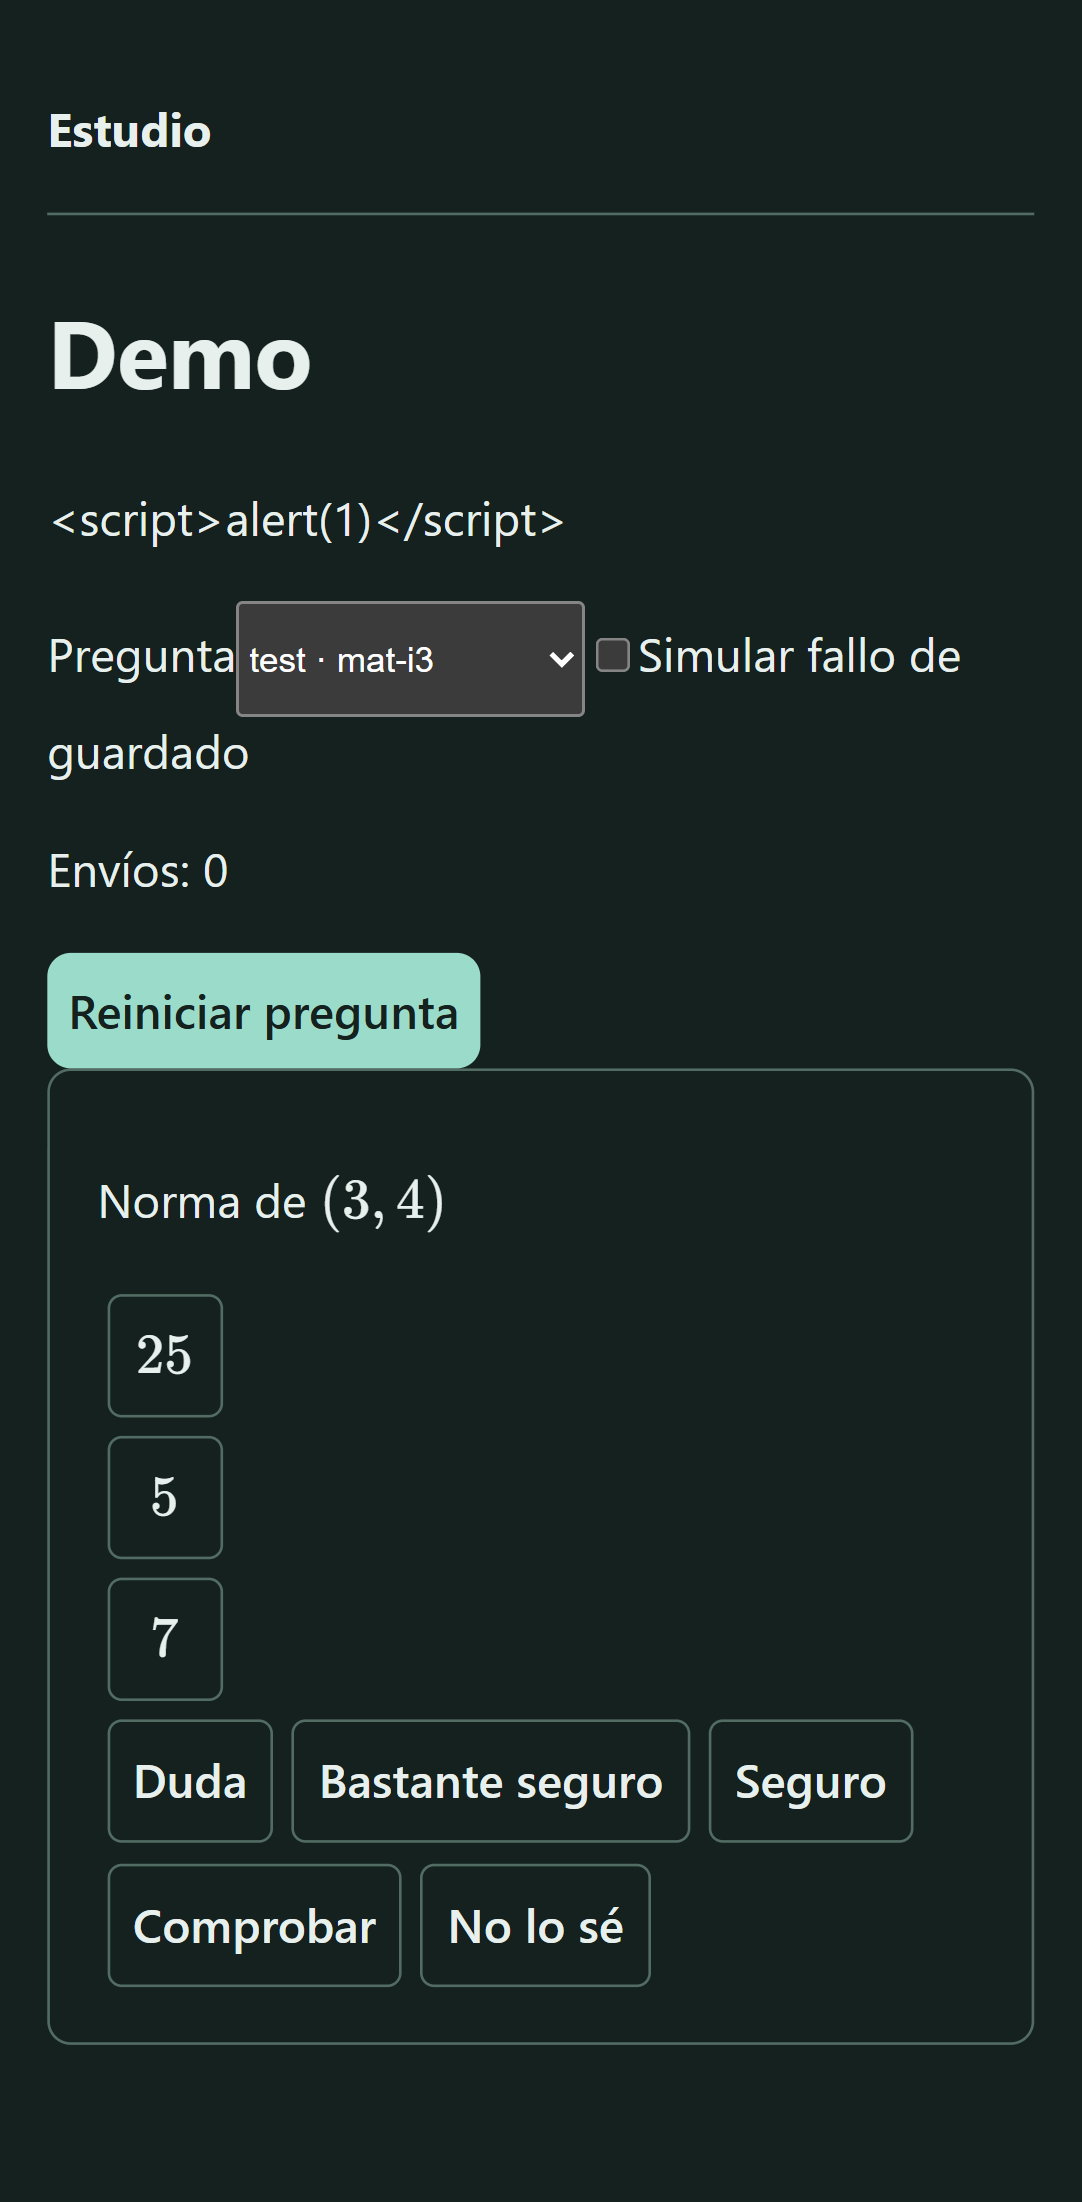 Estudio
Demo
<script>alert(1)</script>
Pregunta test · mat-i3 Simular fallo de
guardado
Envíos: 0
Reiniciar pregunta
Norma de (3, 4)
25
5
7
Duda Bastante seguro Seguro
Comprobar No lo sé